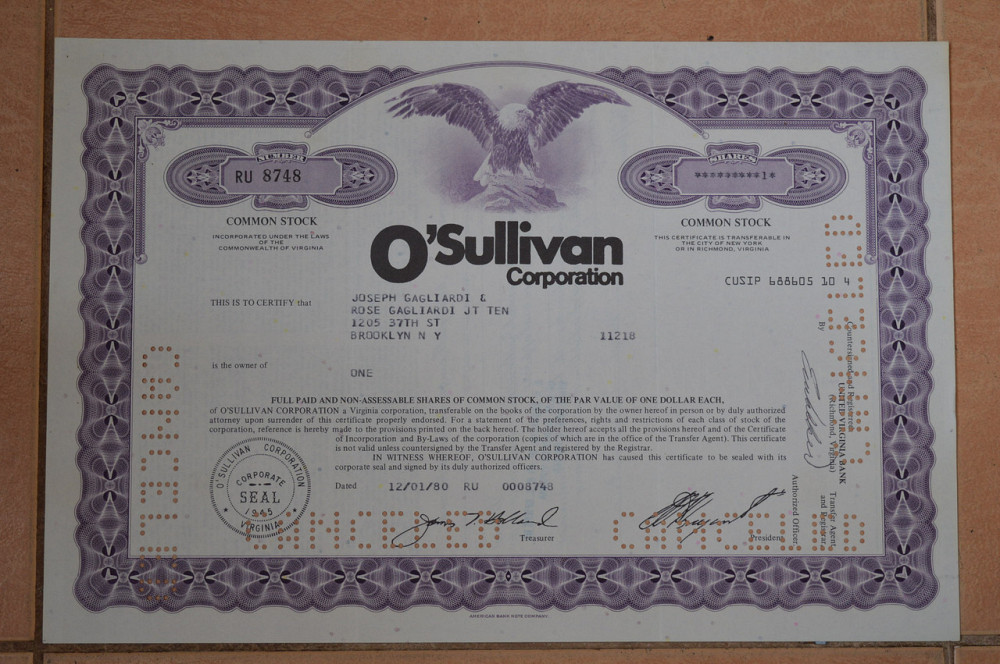 NUMBER
RU 8748
COMMON STOCK
INCORPORATED UNDER THE LAWS
OF THE
COMMONWEALTH OF VIRGINIA
SHARES
*********1*
COMMON STOCK
THIS CERTIFICATE IS TRANSFERABLE IN
THE CITY OF NEW YORK
OR IN RICHMOND, VIRGINIA
O'Sullivan
Corporation
CUSIP 688605 10 4
THIS IS TO CERTIFY that
JOSEPH GAGLIARDI &
ROSE GAGLIARDI JT TEN
1205 37TH ST
BROOKLYN N Y 11218
is the owner of
ONE
FULL PAID AND NON-ASSESSABLE SHARES OF COMMON STOCK, OF THE PAR VALUE OF ONE DOLLAR EACH,
of O'SULLIVAN CORPORATION a Virginia corporation, transferable on the books of the corporation by the owner hereof in person or by duly authorized
attorney upon surrender of this certificate properly endorsed. For a statement of the preferences, rights and restrictions of each class of stock of the
corporation, reference is hereby made to the provisions printed on the back hereof. The holder hereof accepts all the provisions hereof and of the Certificate
of Incorporation and By-Laws of the corporation (copies of which are in the office of the Transfer Agent). This certificate
is not valid unless countersigned by the Transfer Agent and registered by the Registrar.
IN WITNESS WHEREOF, O'SULLIVAN CORPORATION has caused this certificate to be sealed with its
corporate seal and signed by its duly authorized officers.
Dated 12/01/80 RU 0008748
O'SULLIVAN CORPORATION
CORPORATE
SEAL
1945
* VIRGINIA *
Treasurer
President
Countersigned and Registered:
UNITED VIRGINIA BANK
(Richmond, Virginia)
Transfer Agent
and Registrar
By
Authorized Officer
AMERICAN BANK NOTE COMPANY